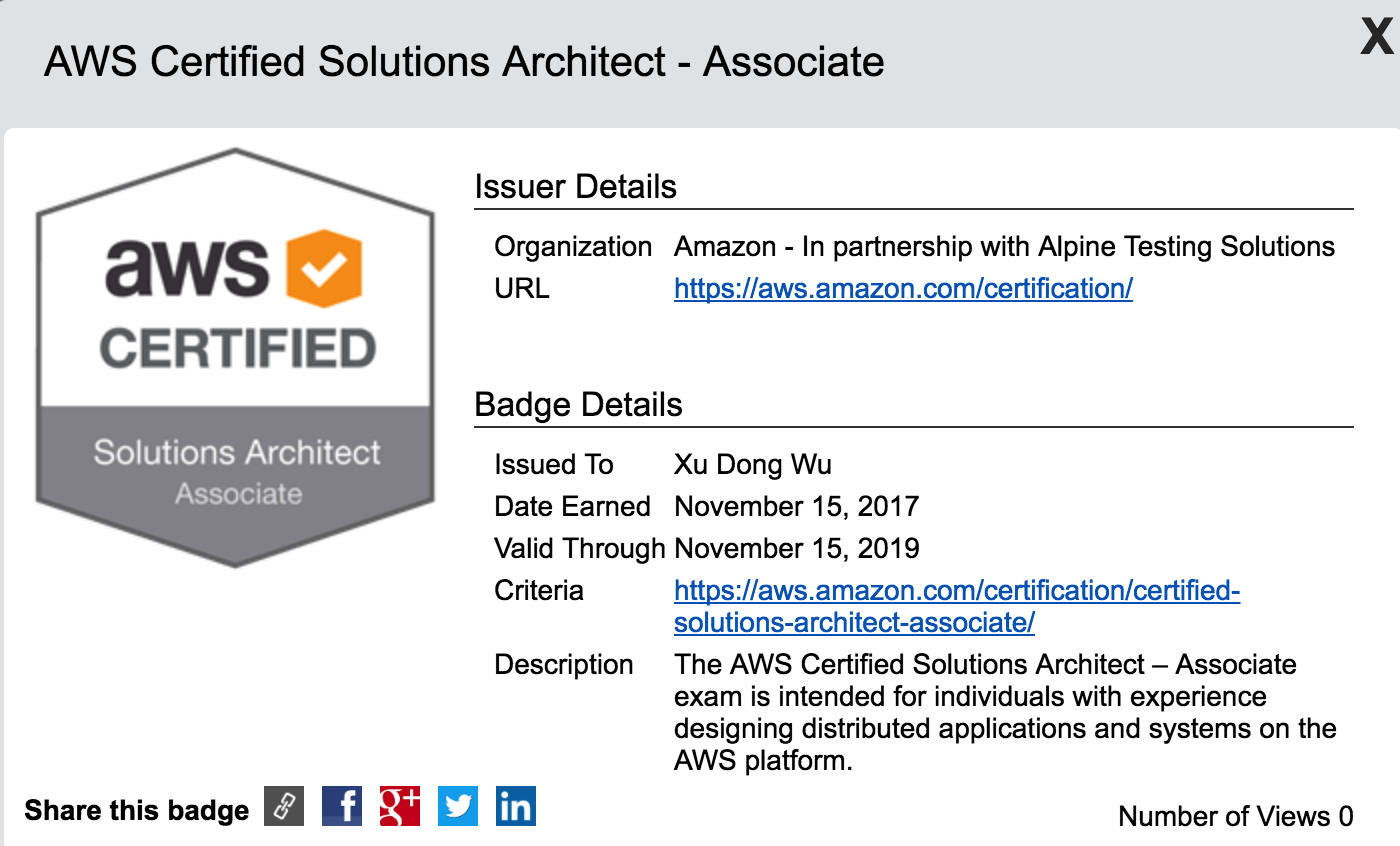 AWS Certified Solutions Architect - Associate
X
aws
CERTIFIED
Solutions Architect
Associate
Issuer Details
Organization Amazon - In partnership with Alpine Testing Solutions
URL https://aws.amazon.com/certification/
Badge Details
Issued To Xu Dong Wu
Date Earned November 15, 2017
Valid Through November 15, 2019
Criteria https://aws.amazon.com/certification/certified-
solutions-architect-associate/
Description The AWS Certified Solutions Architect – Associate
exam is intended for individuals with experience
designing distributed applications and systems on the
AWS platform.
Share this badge f g+ in
Number of Views 0